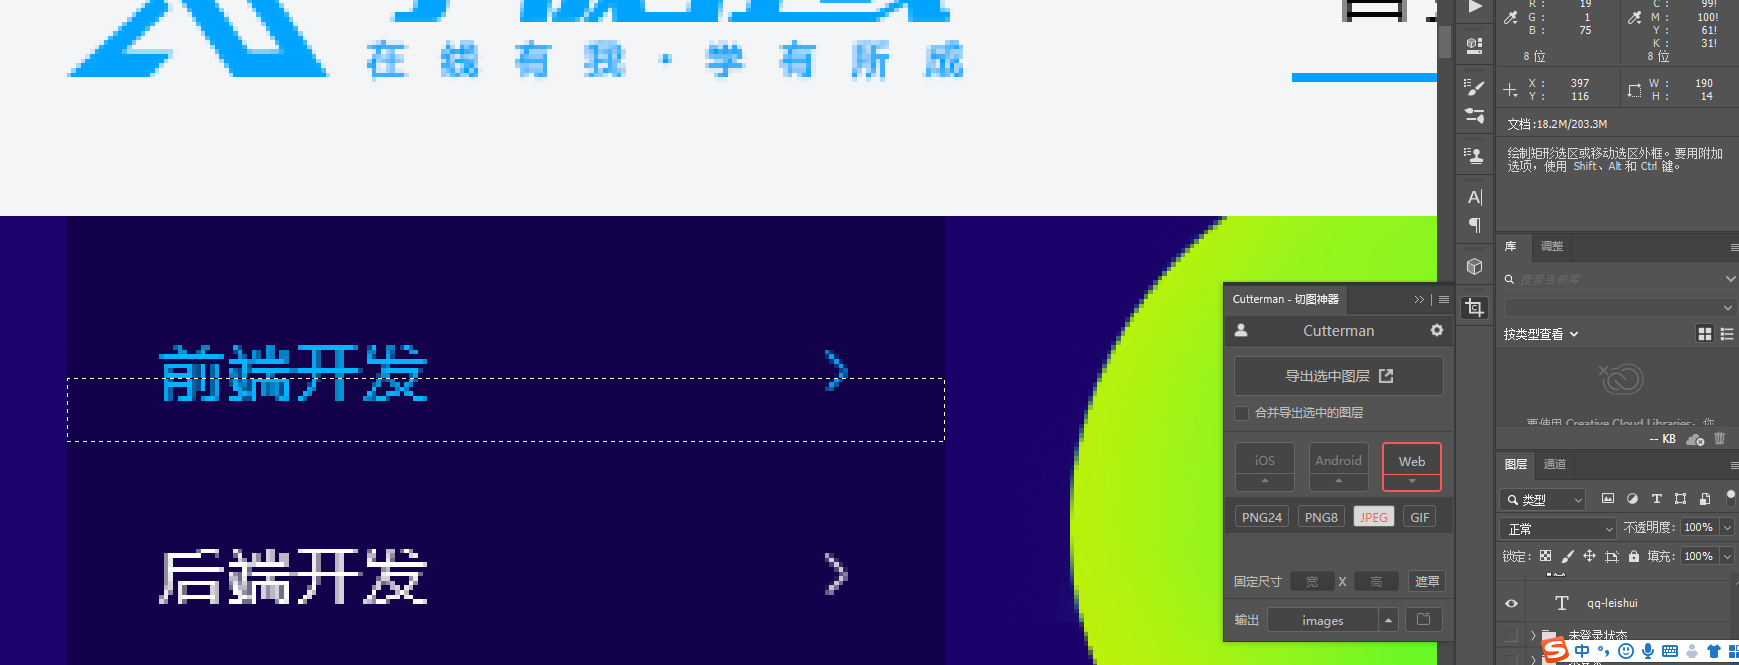 在线有我·学有所成
前端开发
后端开发
R: 19
G: 1
B: 75
8 位
C: 99!
M: 100!
Y: 61!
K: 31!
8 位
X: 397
Y: 116
W: 190
H: 14
文档:18.2M/203.3M
绘制矩形选区或移动选区外框。要用附加
选项，使用 Shift、Alt 和 Ctrl 键。
库 调整
搜索当前库
按类型查看
要使用 Creative Cloud Libraries，您
-- KB
Cutterman - 切图神器
Cutterman
导出选中图层
合并导出选中的图层
iOS Android Web
PNG24 PNG8 JPEG GIF
固定尺寸 宽 X 高 遮罩
输出 images
图层 通道
类型
正常 不透明度: 100%
锁定: 填充: 100%
qq-leishui
未登录状态
中